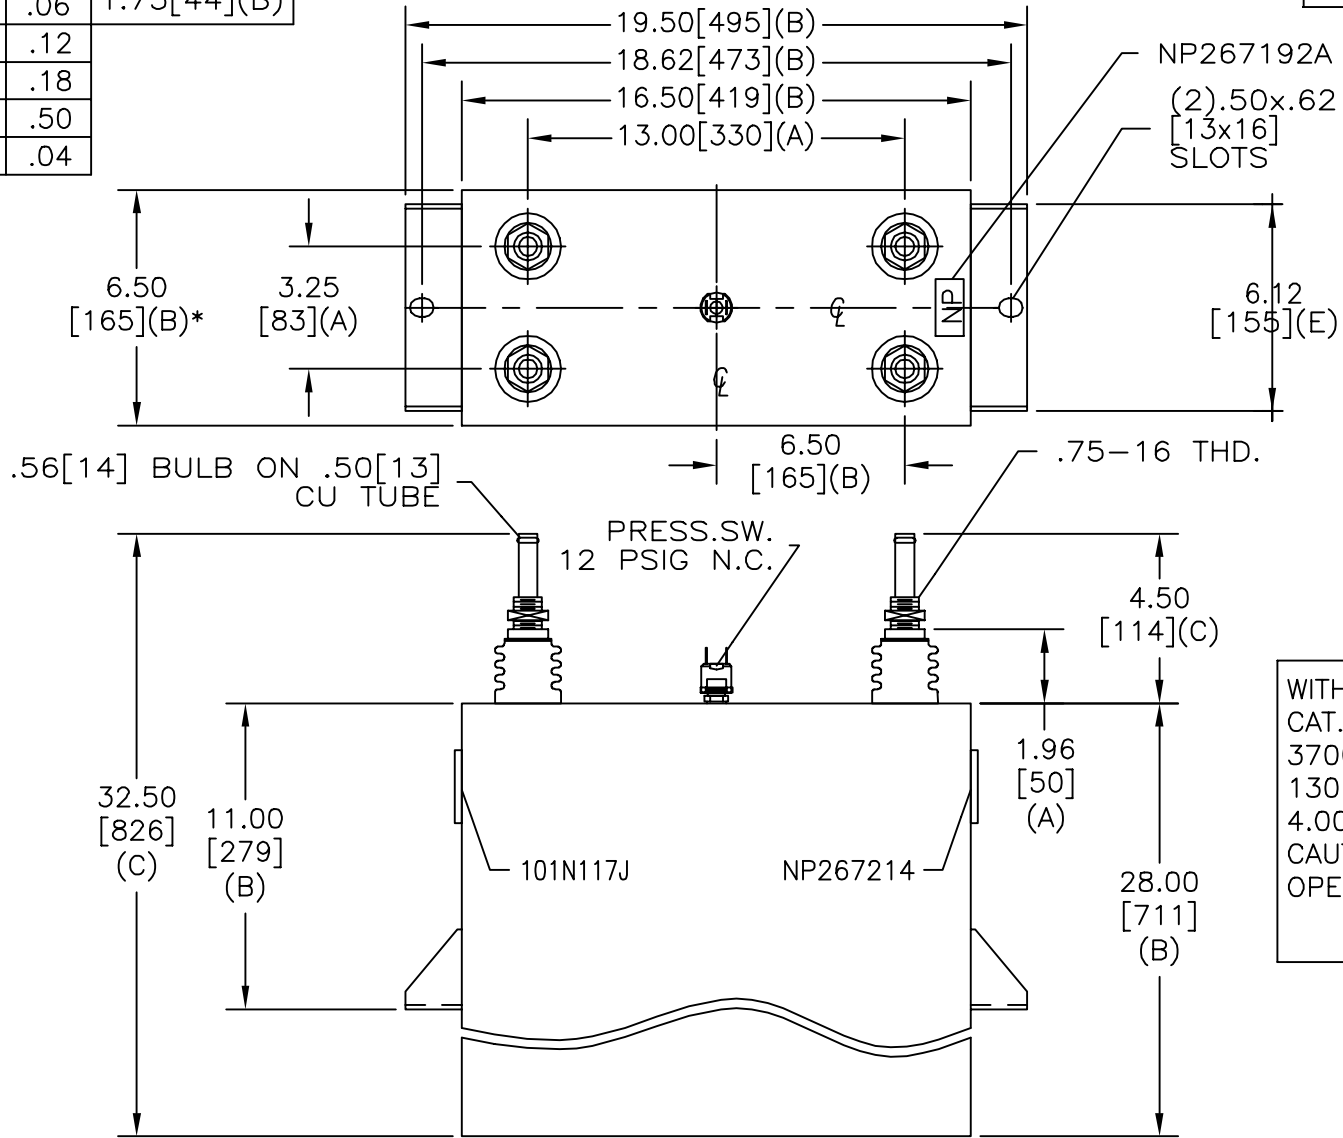 .06
1.75[44](B)
.12
.18
.50
.04
19.50[495](B)
18.62[473](B)
16.50[419](B)
13.00[330](A)
NP267192A
(2).50x.62
[13x16]
SLOTS
6.50
[165](B)*
3.25
[83](A)
NP
6.12
[155](E)
6.50
[165](B)
.56[14] BULB ON .50[13]
CU TUBE
.75-16 THD.
PRESS.SW.
12 PSIG N.C.
4.50
[114](C)
1.96
[50]
(A)
32.50
[826]
(C)
11.00
[279]
(B)
101N117J
NP267214
28.00
[711]
(B)
WITH
CAT.
370
130
4.00
CAU
OPE